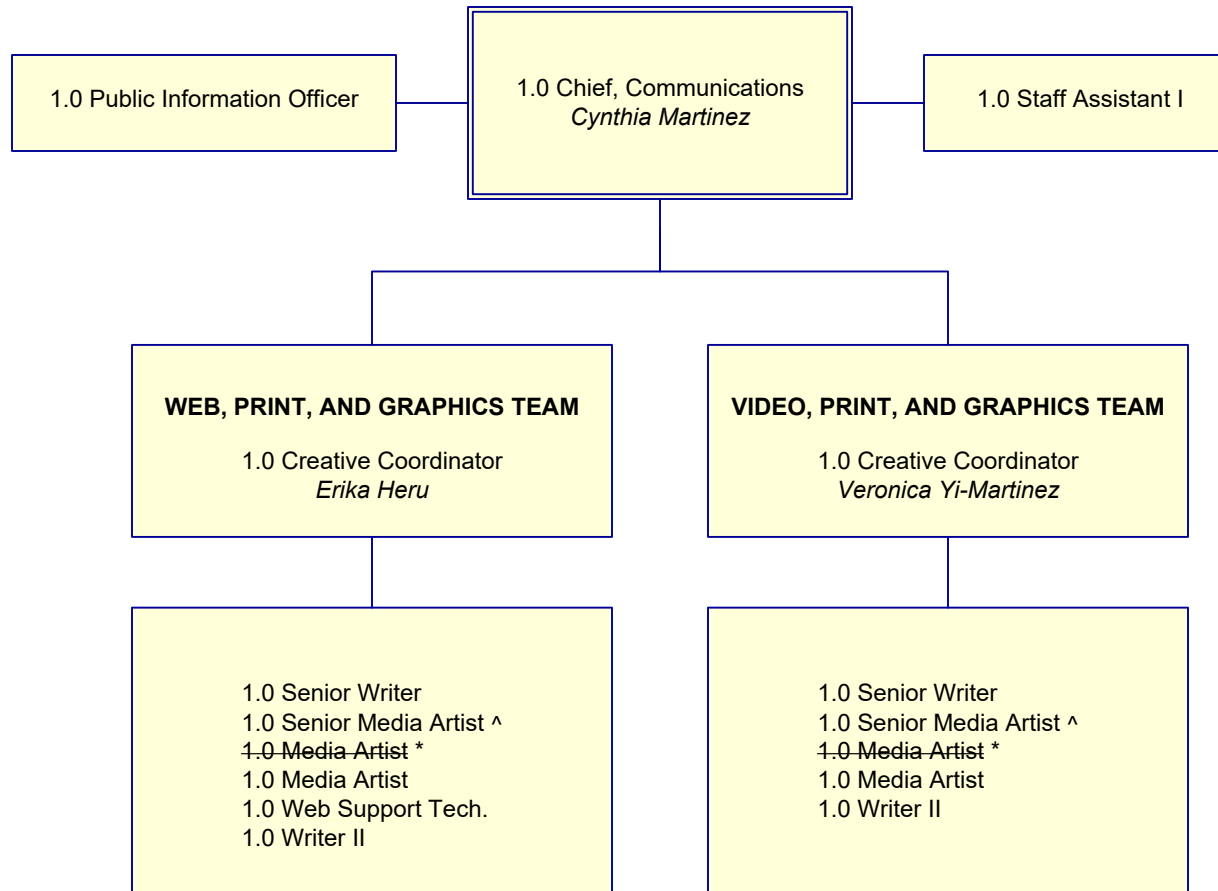 1.0 Public Information Officer
1.0 Chief, Communications
Cynthia Martinez
1.0 Staff Assistant I
WEB, PRINT, AND GRAPHICS TEAM
1.0 Creative Coordinator
Erika Heru
VIDEO, PRINT, AND GRAPHICS TEAM
1.0 Creative Coordinator
Veronica Yi-Martinez
1.0 Senior Writer
1.0 Senior Media Artist ^
1.0 Media Artist *
1.0 Media Artist
1.0 Web Support Tech.
1.0 Writer II
1.0 Senior Writer
1.0 Senior Media Artist ^
1.0 Media Artist *
1.0 Media Artist
1.0 Writer II